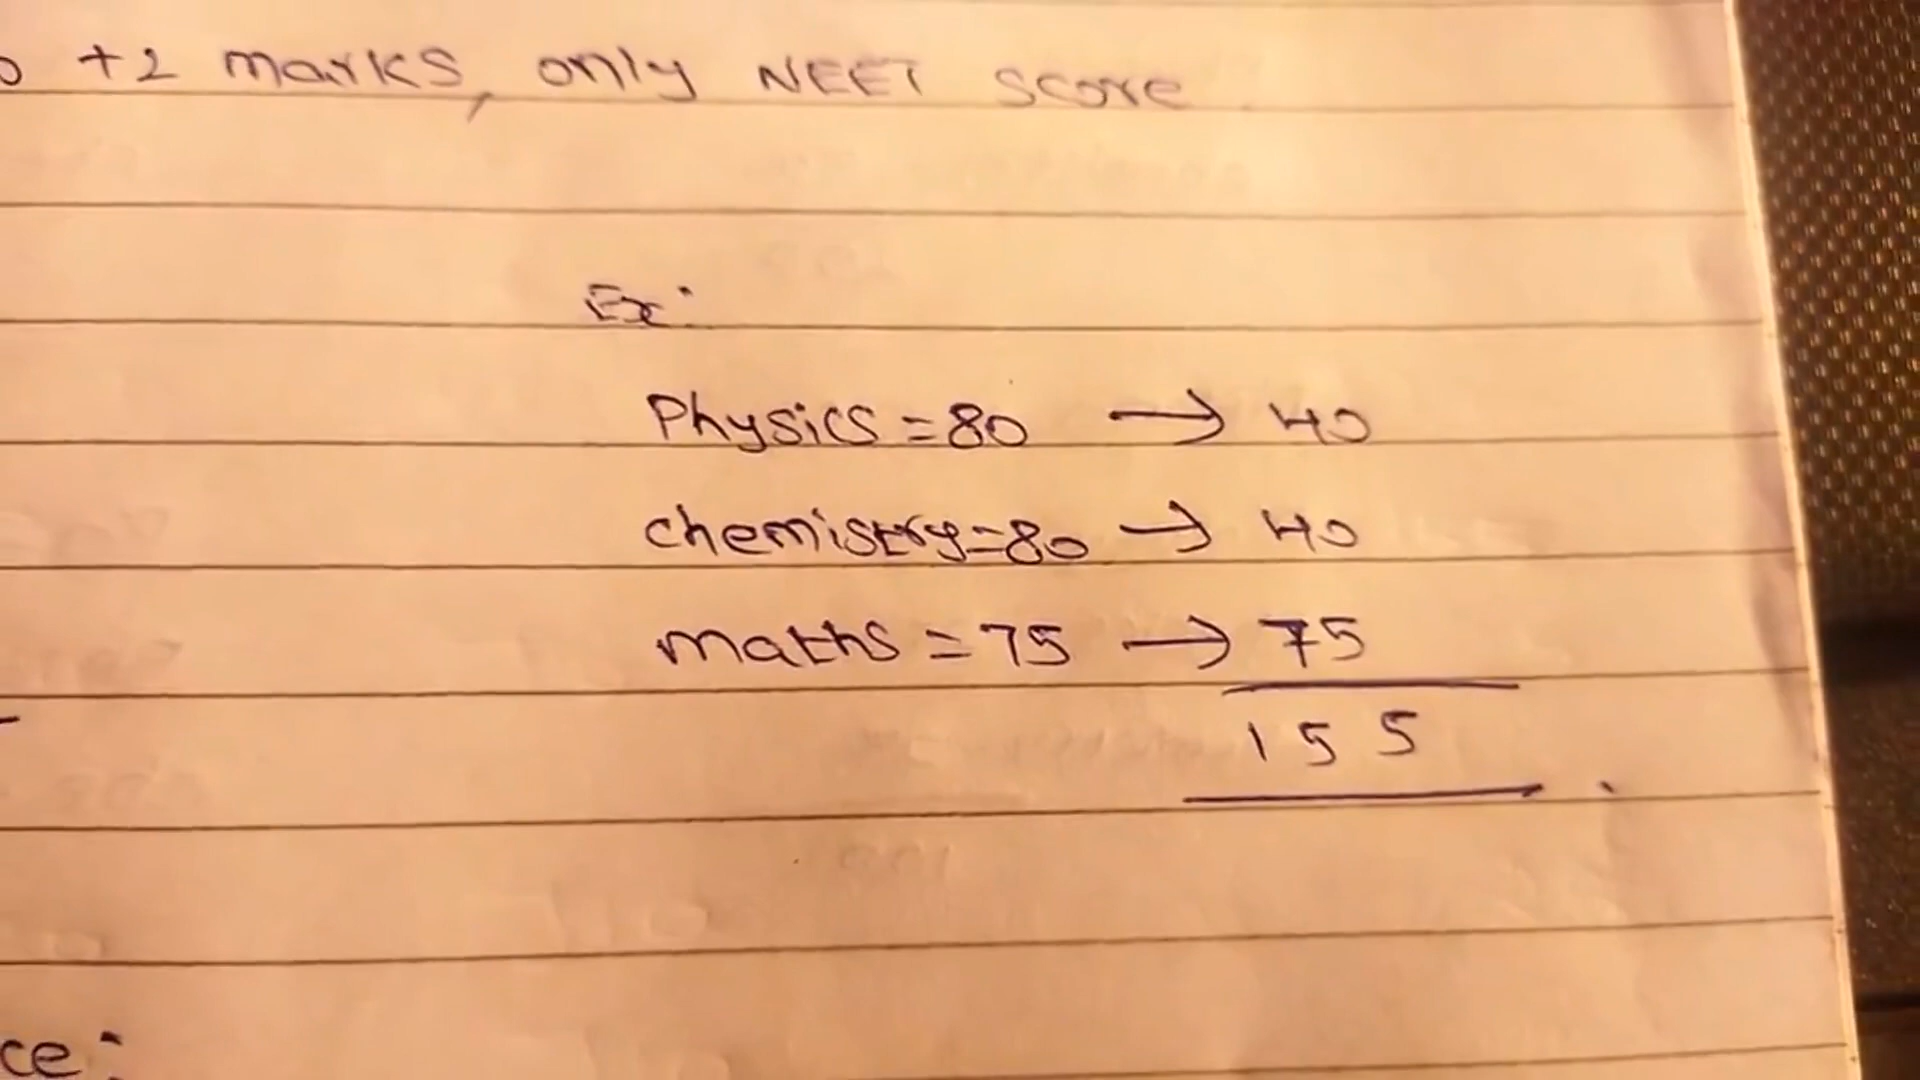 +2 marks, only NEET score
Ex:
Physics = 80 → 40
chemistry = 80 → 40
maths = 75 → 75
155
ce: